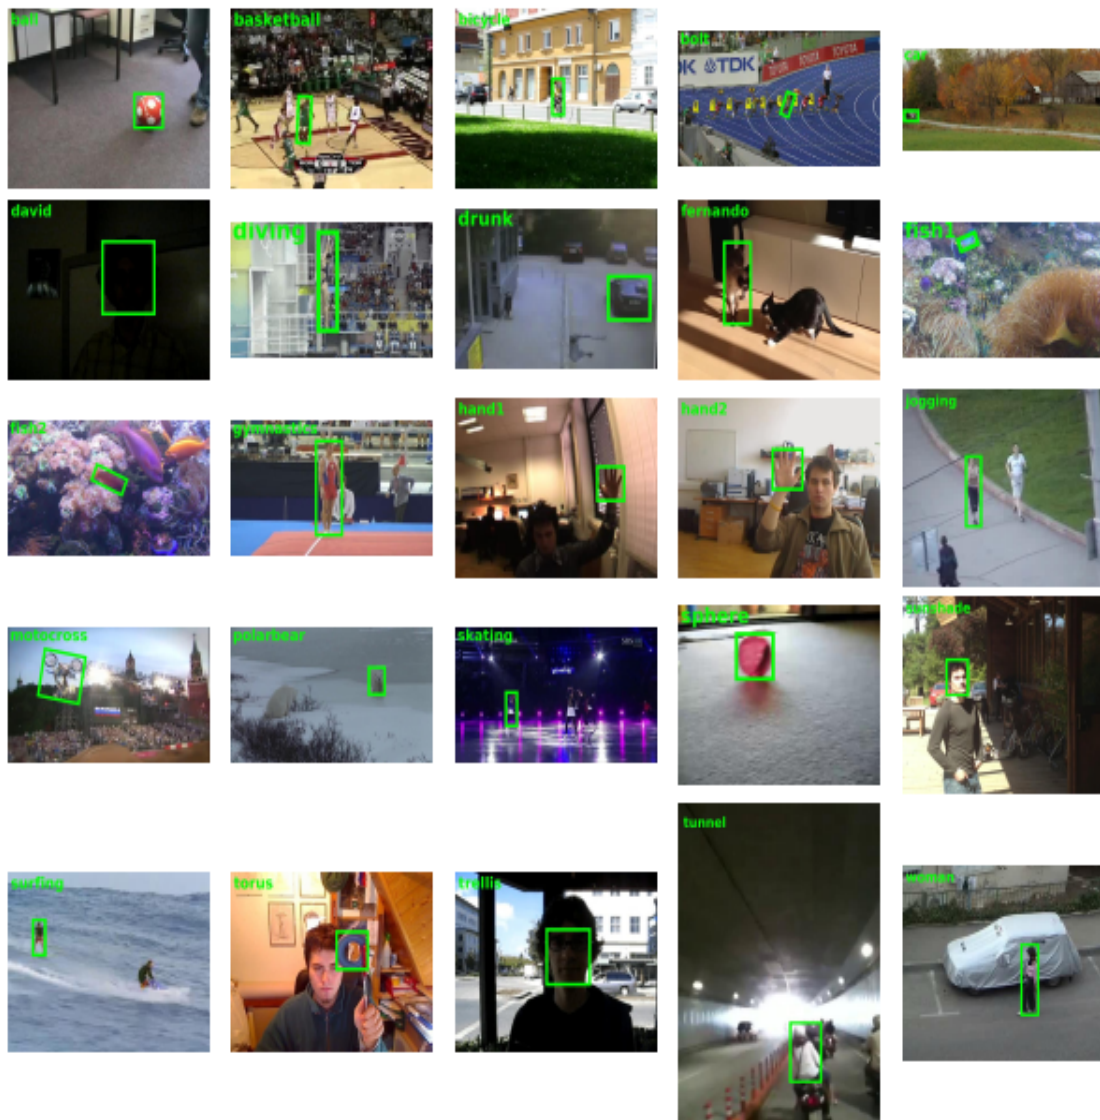 ball
basketball
bicycle
bolt
car
TDK
TOYOTA
TOYOTA
david
diving
drunk
fernando
fish1
fish2
gymnastics
hand1
hand2
jogging
motocross
polarbear
skating
sphere
sunshade
surfing
torus
trellis
tunnel
woman